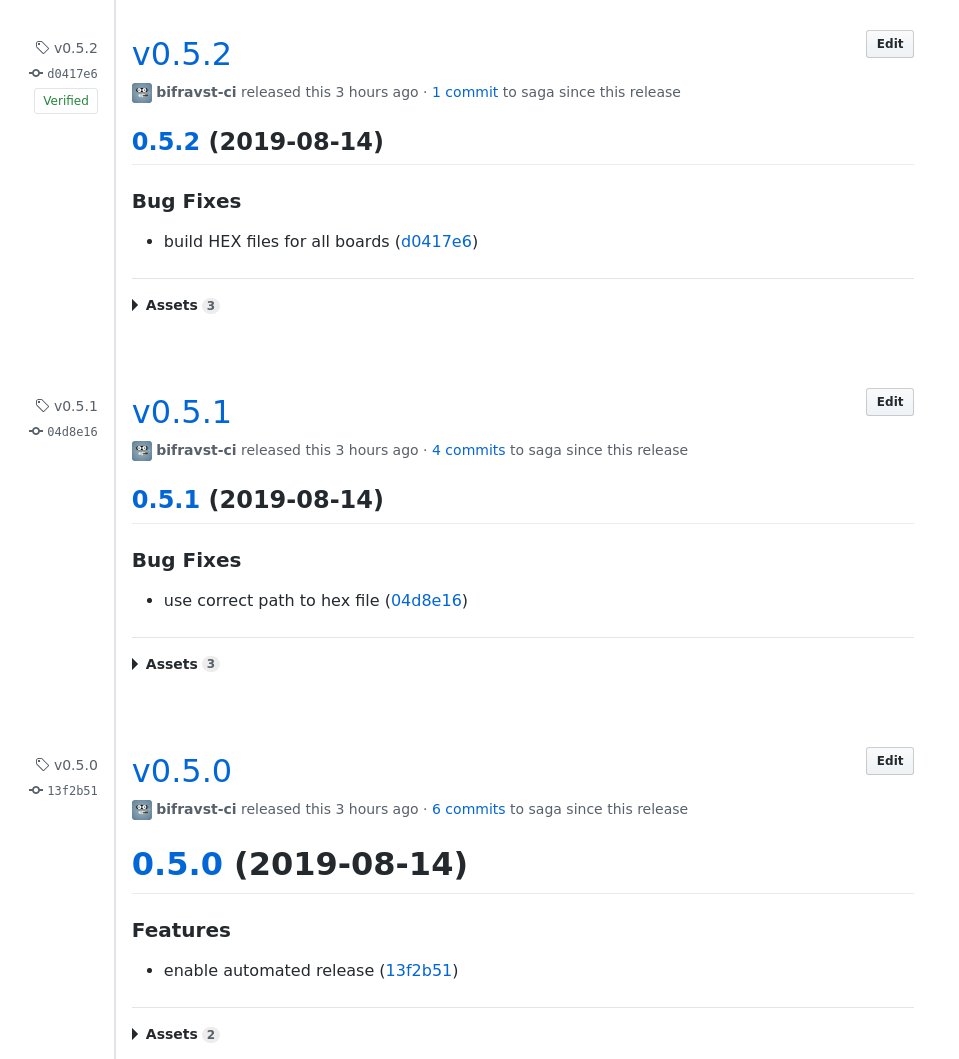 v0.5.2
d0417e6
Verified
v0.5.2
Edit
bifravst-ci released this 3 hours ago · 1 commit to saga since this release
0.5.2 (2019-08-14)
Bug Fixes
• build HEX files for all boards (d0417e6)
Assets 3
v0.5.1
04d8e16
v0.5.1
Edit
bifravst-ci released this 3 hours ago · 4 commits to saga since this release
0.5.1 (2019-08-14)
Bug Fixes
• use correct path to hex file (04d8e16)
Assets 3
v0.5.0
13f2b51
v0.5.0
Edit
bifravst-ci released this 3 hours ago · 6 commits to saga since this release
0.5.0 (2019-08-14)
Features
• enable automated release (13f2b51)
Assets 2